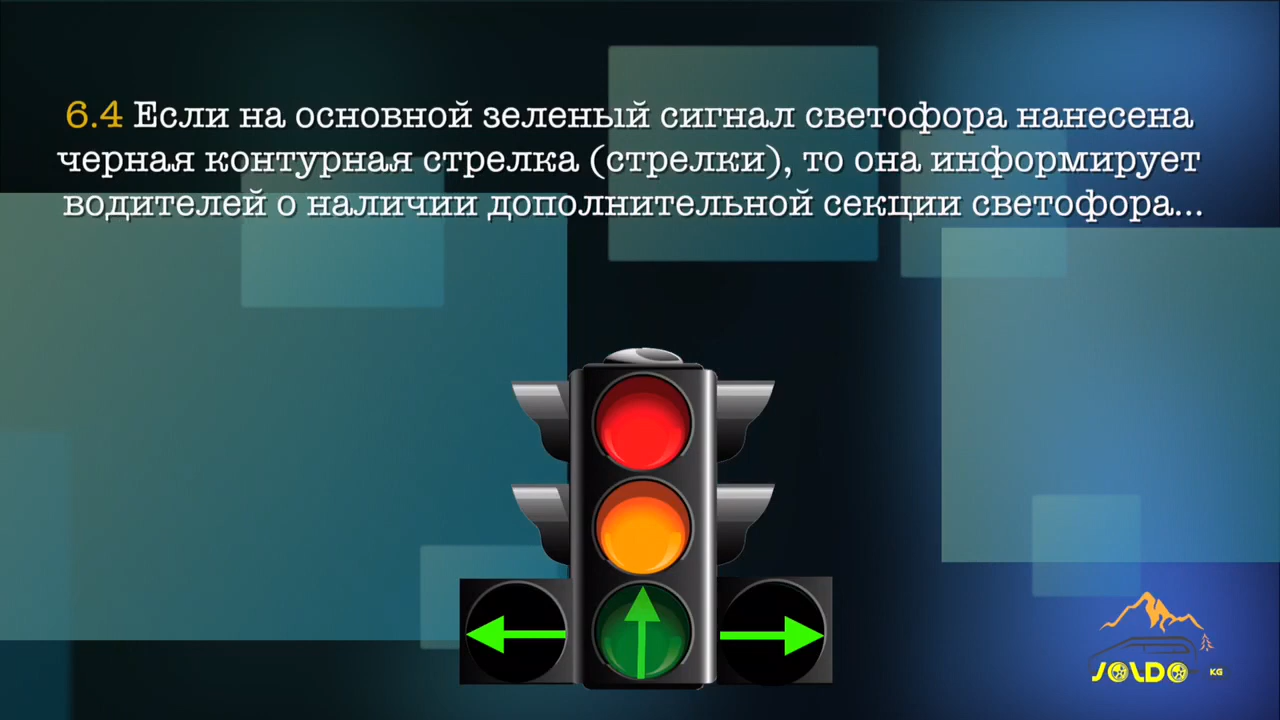 6.4 Если на основной зеленый сигнал светофора нанесена
черная контурная стрелка (стрелки), то она информирует
водителей о наличии дополнительной секции светофора...
JOLDO KG